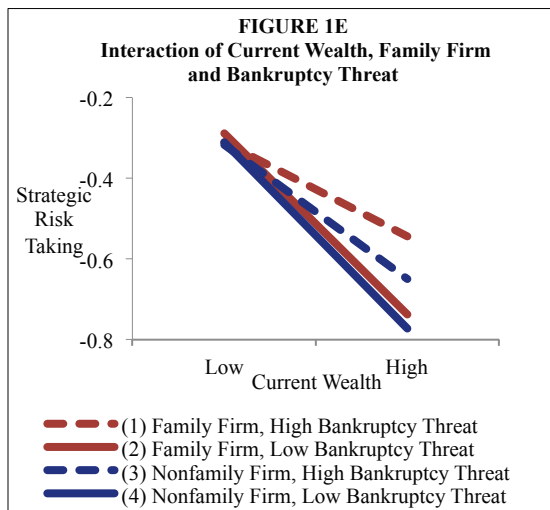 FIGURE 1E
Interaction of Current Wealth, Family Firm
and Bankruptcy Threat
-0.2
-0.4
Strategic
Risk
Taking
-0.6
-0.8
Low
High
Current Wealth
(1) Family Firm, High Bankruptcy Threat
(2) Family Firm, Low Bankruptcy Threat
(3) Nonfamily Firm, High Bankruptcy Threat
(4) Nonfamily Firm, Low Bankruptcy Threat